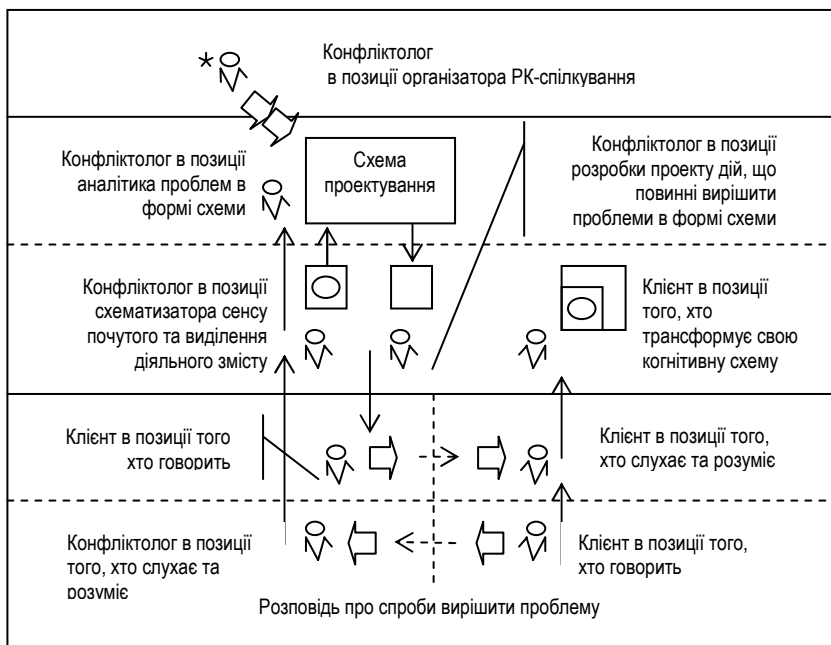 Конфліктолог
в позиції організатора РК-спілкування
*
Конфліктолог в позиції
аналітика проблем в
формі схеми
Схема
проектування
Конфліктолог в позиції
розробки проекту дій, що
повинні вирішити
проблеми в формі схеми
Конфліктолог в позиції
схематизатора сенсу
почутого та виділення
діяльного змісту
Клієнт в позиції
того, хто
трансформує свою
когнітивну схему
Клієнт в позиції того
хто говорить
Клієнт в позиції того,
хто слухає та розуміє
Конфліктолог в позиції
того, хто слухає та
розуміє
Клієнт в позиції того,
хто говорить
Розповідь про спроби вирішити проблему